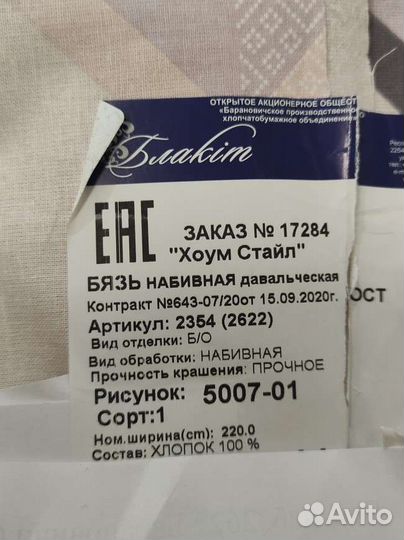 ОТКРЫТОЕ АКЦИОНЕРНОЕ ОБЩЕСТ
«Барановичское производственное
хлопчатобумажное объединение»
Блакіт
ЕАС
ЗАКАЗ № 17284
"Хоум Стайл"
БЯЗЬ НАБИВНАЯ давальческая
Контракт №643-07/20от 15.09.2020г.
ОСТ
Артикул: 2354 (2622)
Вид отделки: Б/О
Вид обработки: НАБИВНАЯ
Прочность крашения: ПРОЧНОЕ
Рисунок: 5007-01
Сорт:1
Ном.ширина(cm): 220.0
Состав: ХЛОПОК 100 %
Avito